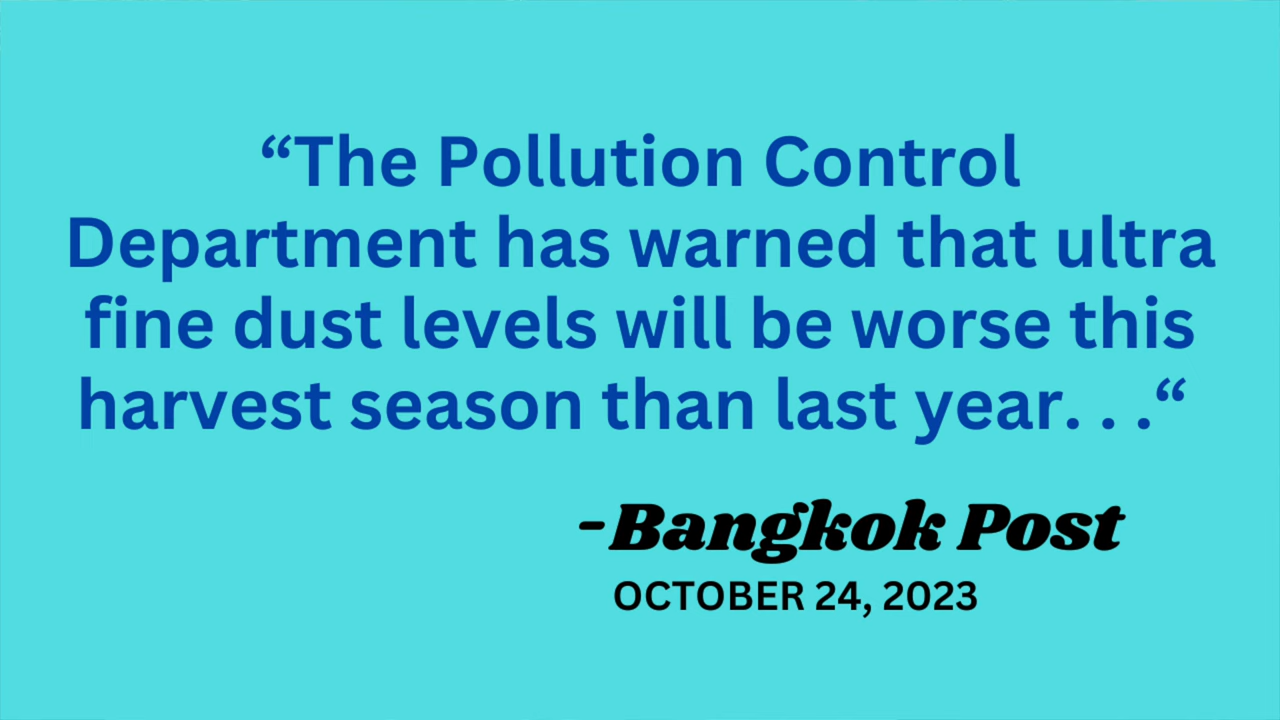 “The Pollution Control
Department has warned that ultra
fine dust levels will be worse this
harvest season than last year. . .“
-Bangkok Post
OCTOBER 24, 2023